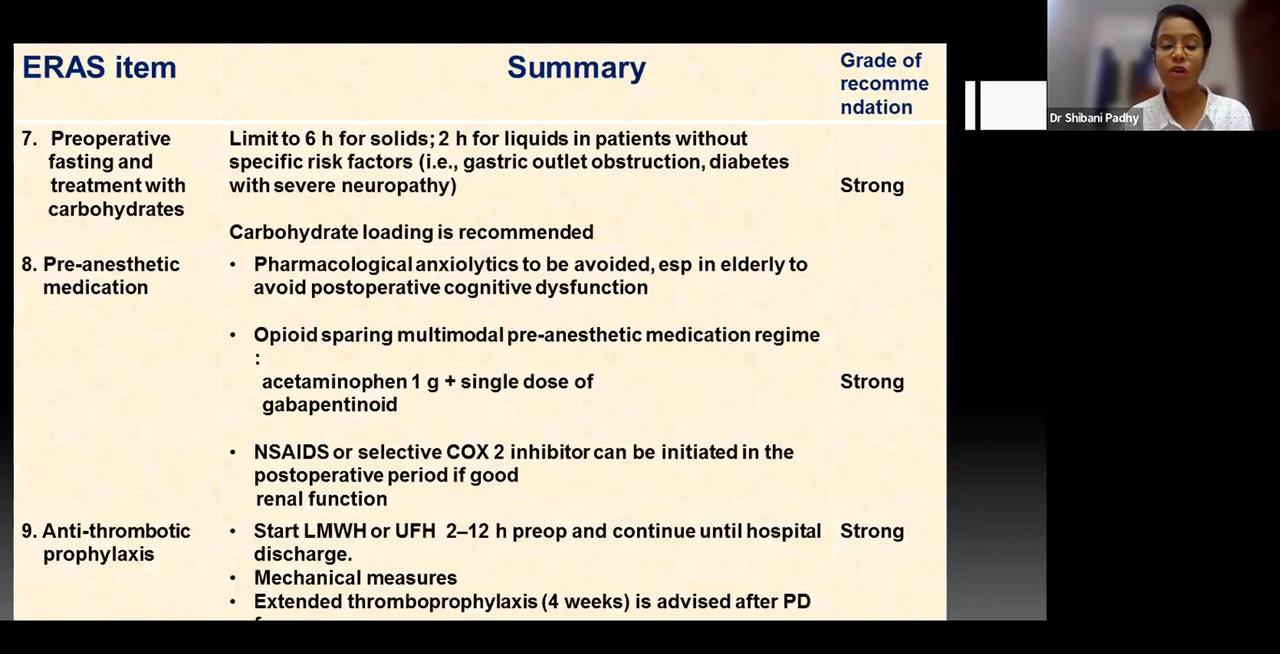 ERAS item
Summary
Grade of
recomme
ndation
7. Preoperative
fasting and
treatment with
carbohydrates
Limit to 6 h for solids; 2 h for liquids in patients without
specific risk factors (i.e., gastric outlet obstruction, diabetes
with severe neuropathy)
Carbohydrate loading is recommended
Strong
8. Pre-anesthetic
medication
• Pharmacological anxiolytics to be avoided, esp in elderly to
avoid postoperative cognitive dysfunction
• Opioid sparing multimodal pre-anesthetic medication regime
:
acetaminophen 1 g + single dose of
gabapentinoid
• NSAIDS or selective COX 2 inhibitor can be initiated in the
postoperative period if good
renal function
Strong
9. Anti-thrombotic
prophylaxis
• Start LMWH or UFH 2–12 h preop and continue until hospital
discharge.
• Mechanical measures
• Extended thromboprophylaxis (4 weeks) is advised after PD
Strong
Dr Shibani Padhy